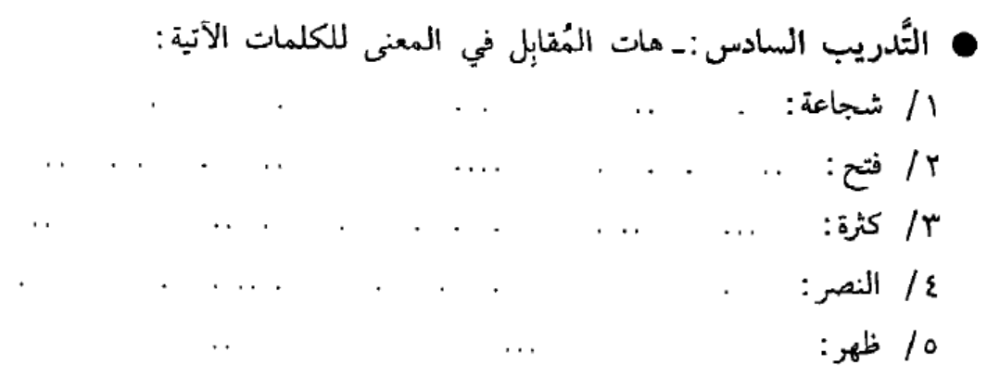 ● التَّدريب السادس :ـ هات المُقابِل في المعنى للكلمات الآتية :
١/ شجاعة :
٢/ فتح :
٣/ كثرة :
٤/ النصر :
٥/ ظهر :